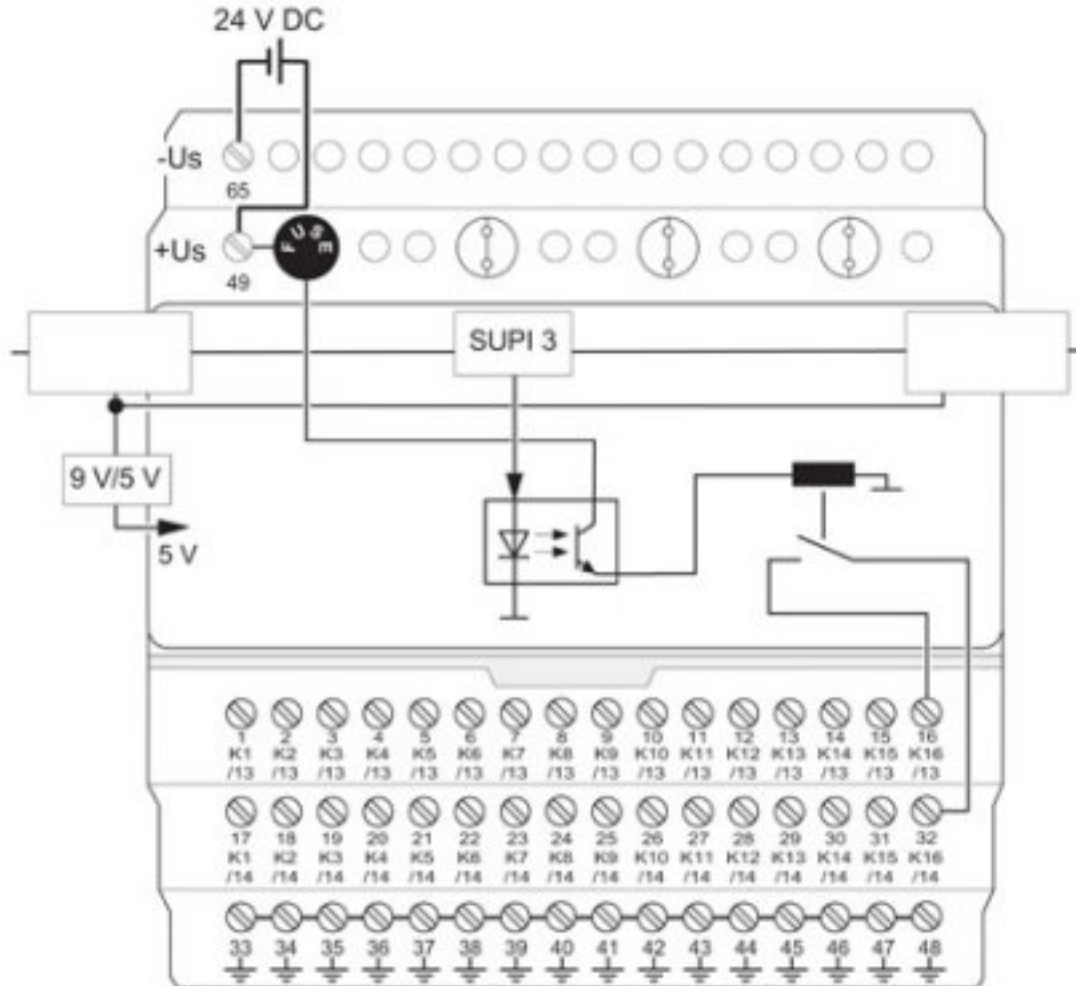 24 V DC
-Us
65
+Us
FUSE
49
SUPI 3
9 V/5 V
5 V
1 2 3 4 5 6 7 8 9 10 11 12 13 14 15 16
K1 K2 K3 K4 K5 K6 K7 K8 K9 K10 K11 K12 K13 K14 K15 K16
/13 /13 /13 /13 /13 /13 /13 /13 /13 /13 /13 /13 /13 /13 /13 /13
17 18 19 20 21 22 23 24 25 26 27 28 29 30 31 32
K1 K2 K3 K4 K5 K6 K7 K8 K9 K10 K11 K12 K13 K14 K15 K16
/14 /14 /14 /14 /14 /14 /14 /14 /14 /14 /14 /14 /14 /14 /14 /14
33 34 35 36 37 38 39 40 41 42 43 44 45 46 47 48